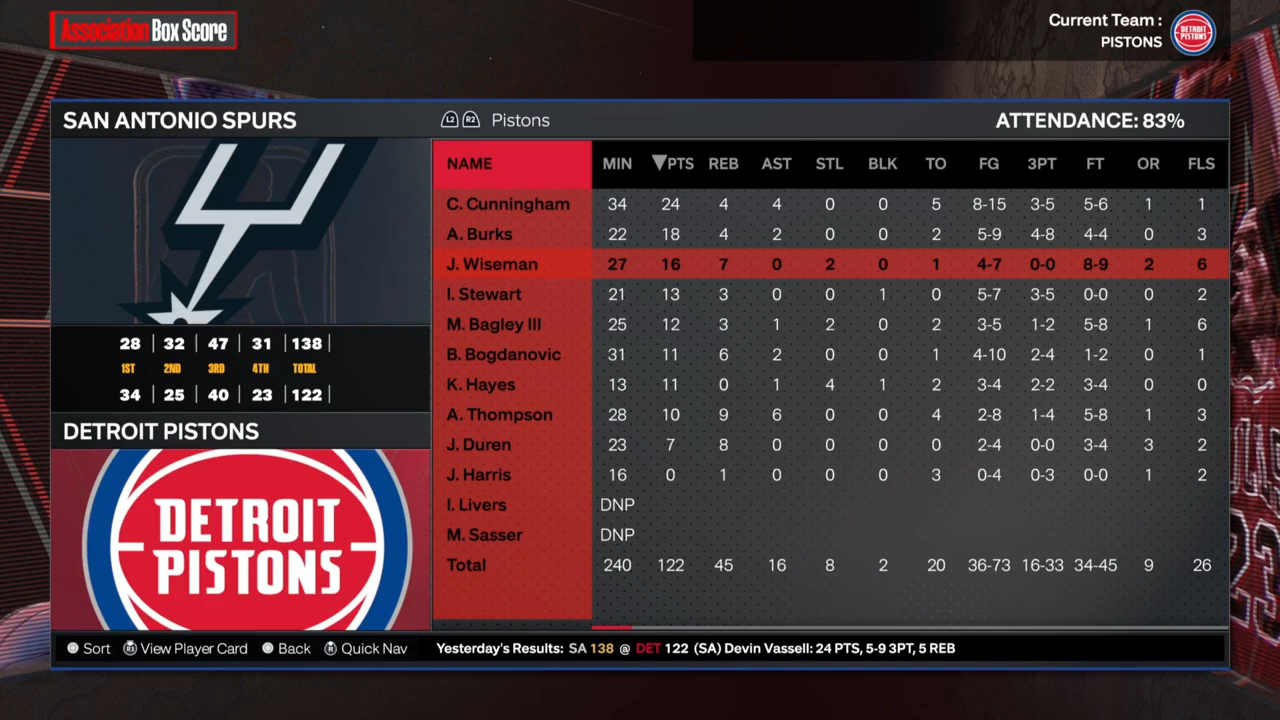 Association Box Score
Current Team :
PISTONS
DETROIT PISTONS
SAN ANTONIO SPURS
L2 R2 Pistons
ATTENDANCE: 83%
28 | 32 | 47 | 31 | 138 |
1ST 2ND 3RD 4TH TOTAL
34 | 25 | 40 | 23 | 122 |
DETROIT PISTONS
DETROIT
PISTONS
NAME MIN ▼PTS REB AST STL BLK TO FG 3PT FT OR FLS
C. Cunningham 34 24 4 4 0 0 5 8-15 3-5 5-6 1 1
A. Burks 22 18 4 2 0 0 2 5-9 4-8 4-4 0 3
J. Wiseman 27 16 7 0 2 0 1 4-7 0-0 8-9 2 6
I. Stewart 21 13 3 0 0 1 0 5-7 3-5 0-0 0 2
M. Bagley III 25 12 3 1 2 0 2 3-5 1-2 5-8 1 6
B. Bogdanovic 31 11 6 2 0 0 1 4-10 2-4 1-2 0 1
K. Hayes 13 11 0 1 4 1 2 3-4 2-2 3-4 0 0
A. Thompson 28 10 9 6 0 0 4 2-8 1-4 5-8 1 3
J. Duren 23 7 8 0 0 0 0 2-4 0-0 3-4 3 2
J. Harris 16 0 1 0 0 0 3 0-4 0-3 0-0 1 2
I. Livers DNP
M. Sasser DNP
Total 240 122 45 16 8 2 20 36-73 16-33 34-45 9 26
Sort R3 View Player Card Back R Quick Nav
Yesterday's Results: SA 138 @ DET 122 (SA) Devin Vassell: 24 PTS, 5-9 3PT, 5 REB